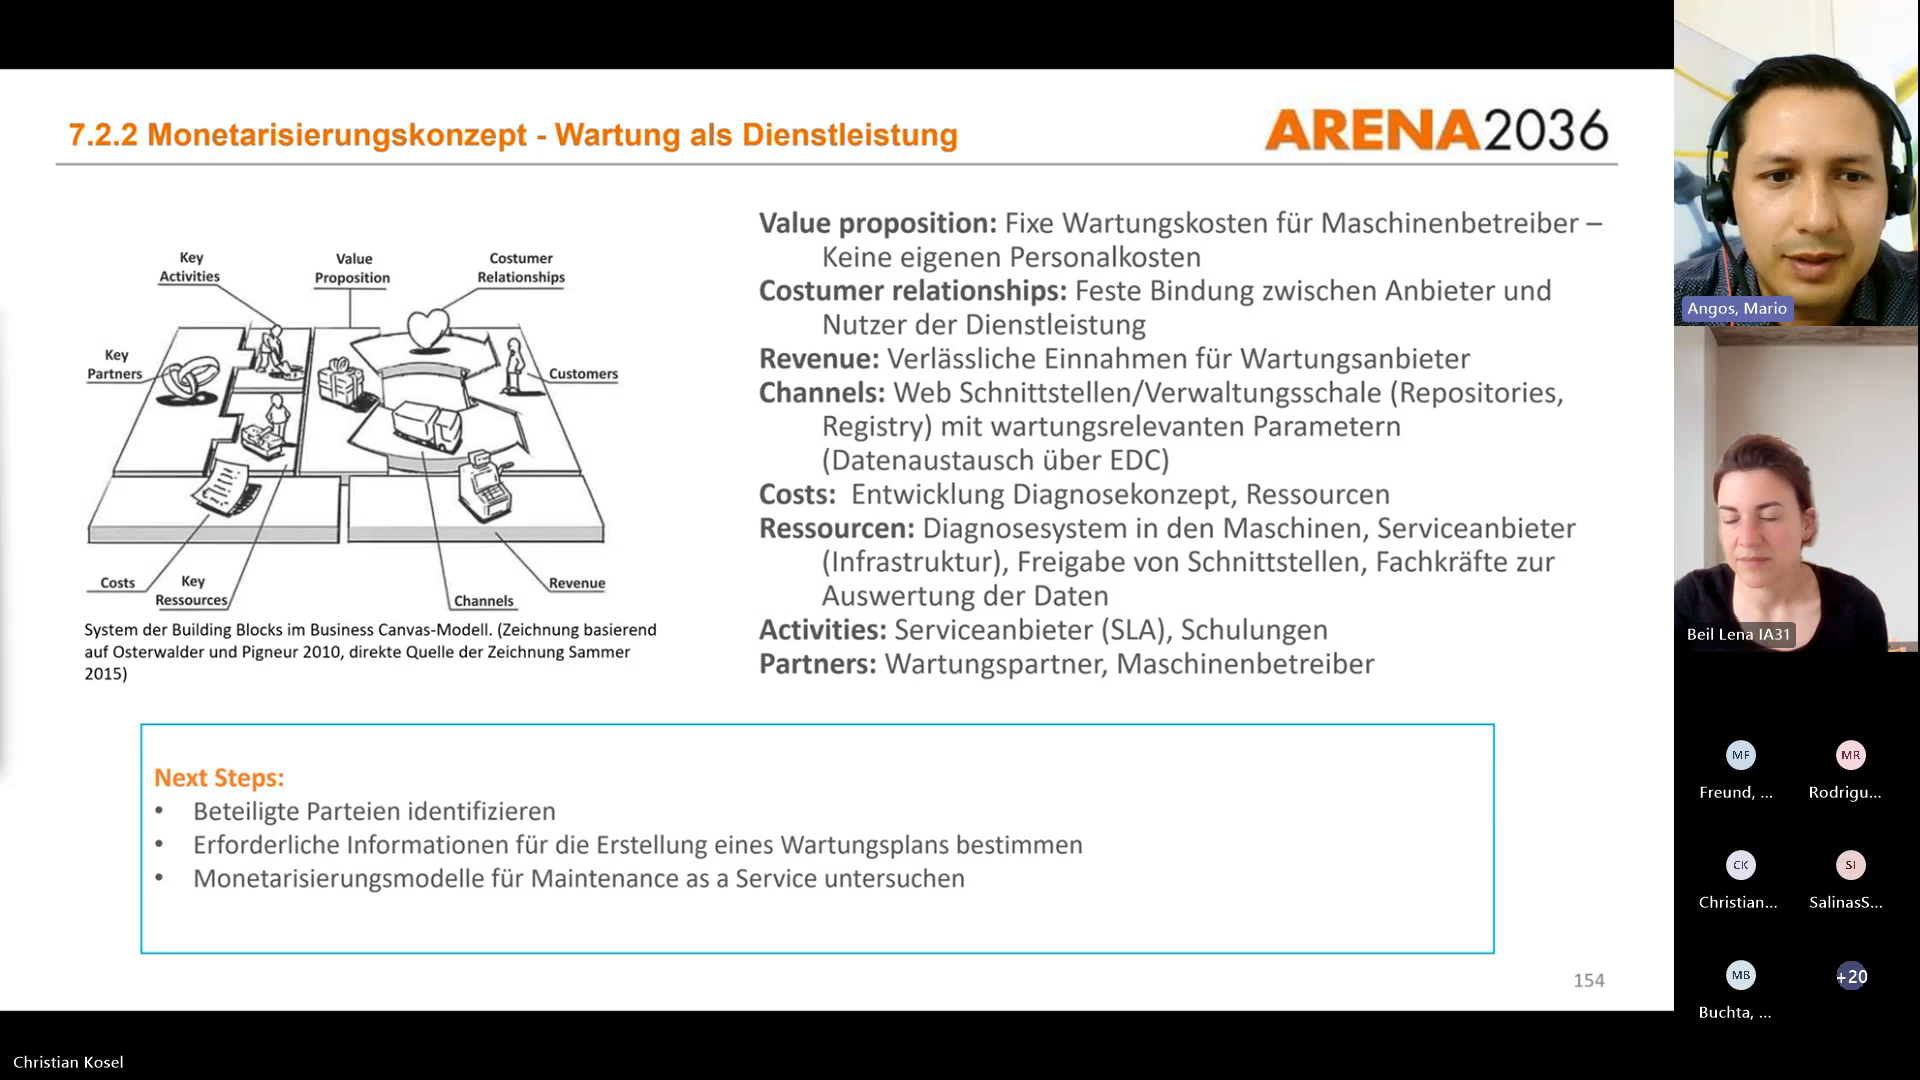 7.2.2 Monetarisierungskonzept - Wartung als Dienstleistung
ARENA2036
Key
Activities
Value
Proposition
Costumer
Relationships
Key
Partners
Customers
Costs
Key
Ressources
Channels
Revenue
System der Building Blocks im Business Canvas-Modell. (Zeichnung basierend
auf Osterwalder und Pigneur 2010, direkte Quelle der Zeichnung Sammer
2015)
Value proposition: Fixe Wartungskosten für Maschinenbetreiber –
Keine eigenen Personalkosten
Costumer relationships: Feste Bindung zwischen Anbieter und
Nutzer der Dienstleistung
Revenue: Verlässliche Einnahmen für Wartungsanbieter
Channels: Web Schnittstellen/Verwaltungsschale (Repositories,
Registry) mit wartungsrelevanten Parametern
(Datenaustausch über EDC)
Costs: Entwicklung Diagnosekonzept, Ressourcen
Ressourcen: Diagnosesystem in den Maschinen, Serviceanbieter
(Infrastruktur), Freigabe von Schnittstellen, Fachkräfte zur
Auswertung der Daten
Activities: Serviceanbieter (SLA), Schulungen
Partners: Wartungspartner, Maschinenbetreiber
Next Steps:
• Beteiligte Parteien identifizieren
• Erforderliche Informationen für die Erstellung eines Wartungsplans bestimmen
• Monetarisierungsmodelle für Maintenance as a Service untersuchen
154
Christian Kosel
Angos, Mario
Beil Lena IA31
MF
Freund, ...
MR
Rodrigu...
CK
Christian...
SI
SalinasS...
MB
Buchta, ...
+20